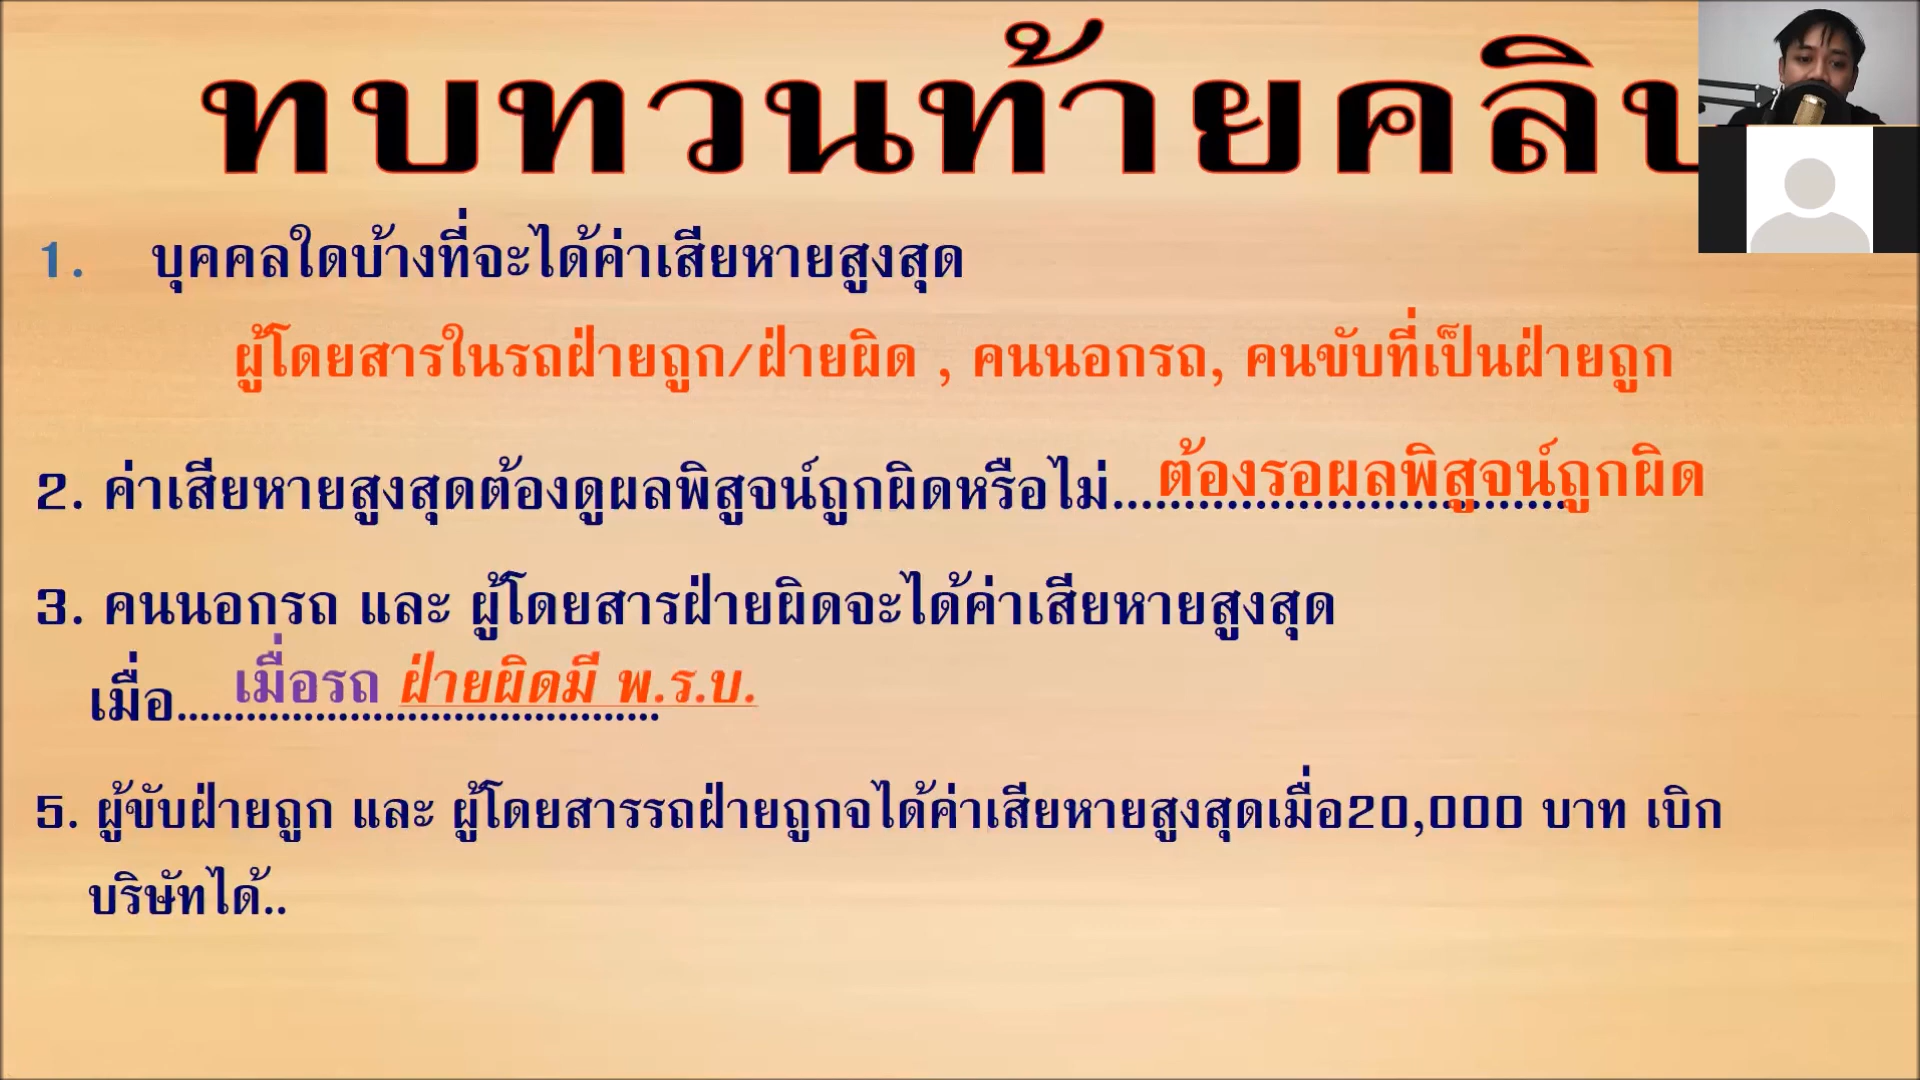 ทบทวนท้ายคลิป
1. บุคคลใดบ้างที่จะได้ค่าเสียหายสูงสุด
ผู้โดยสารในรถฝ่ายถูก/ฝ่ายผิด , คนนอกรถ, คนขับที่เป็นฝ่ายถูก
2. ค่าเสียหายสูงสุดต้องดูผลพิสูจน์ถูกผิดหรือไม่................................ต้องรอผลพิสูจน์ถูกผิด
3. คนนอกรถ และ ผู้โดยสารฝ่ายผิดจะได้ค่าเสียหายสูงสุด
เมื่อ..........................................เมื่อรถ ฝ่ายผิดมี พ.ร.บ.
5. ผู้ขับฝ่ายถูก และ ผู้โดยสารรถฝ่ายถูกจได้ค่าเสียหายสูงสุดเมื่อ20,000 บาท เบิก
บริษัทได้..